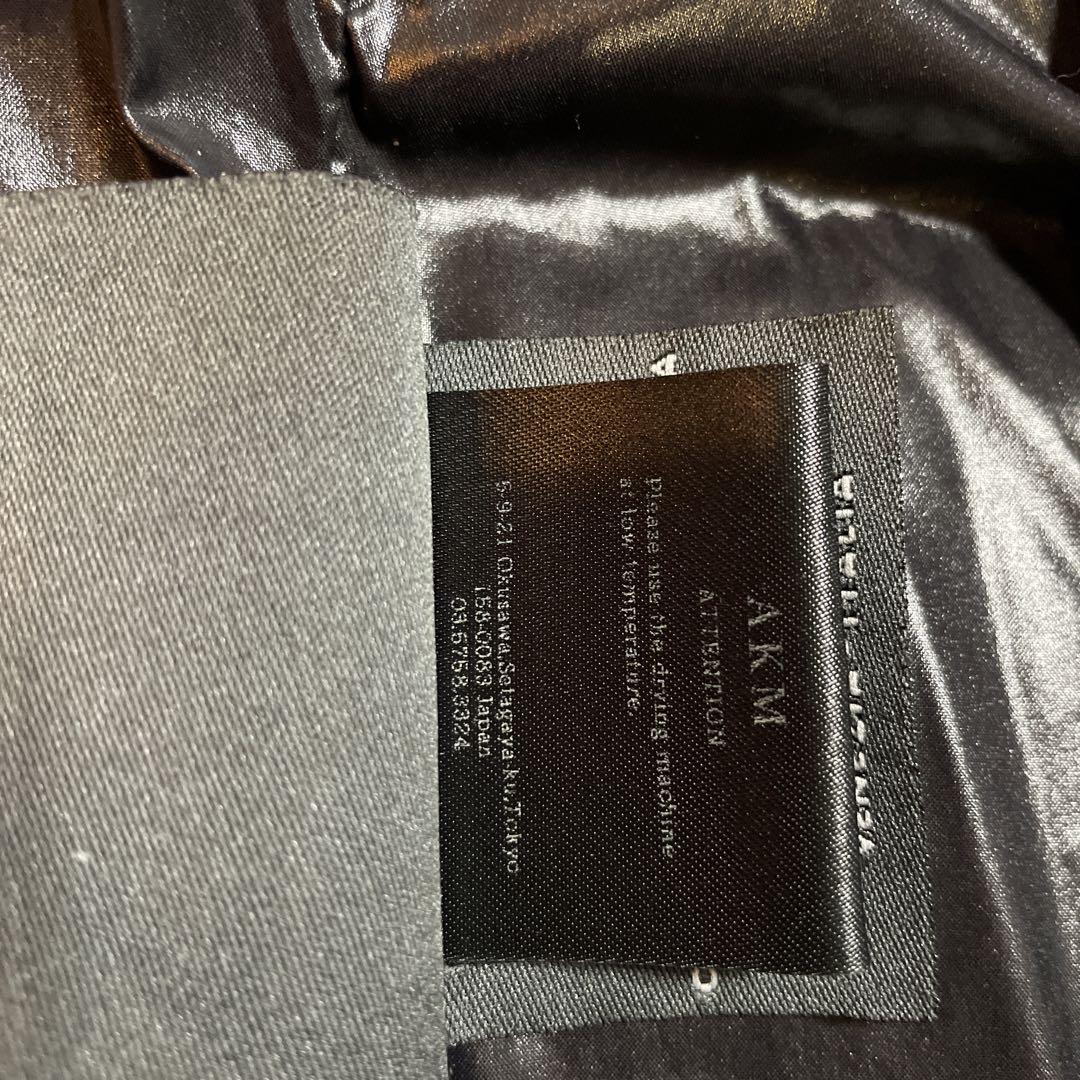 AKM
ATTENTION
Please use the drying machine
at low temperature.
5.9.21 Okusawa,Setagaya ku,Tokyo
158-0083 Japan
03.5758.3324
A
O